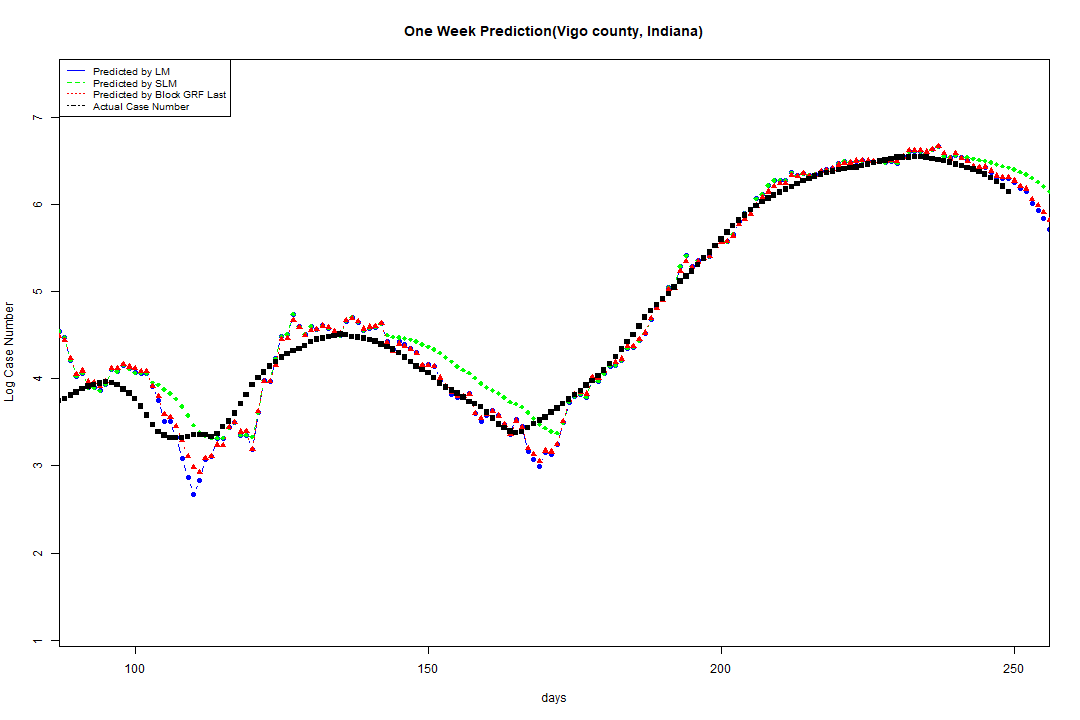 One Week Prediction(Vigo county, Indiana)
Predicted by LM
Predicted by SLM
Predicted by Block GRF Last
Actual Case Number
7
6
5
4
3
2
1
Log Case Number
100 150 200 250
days